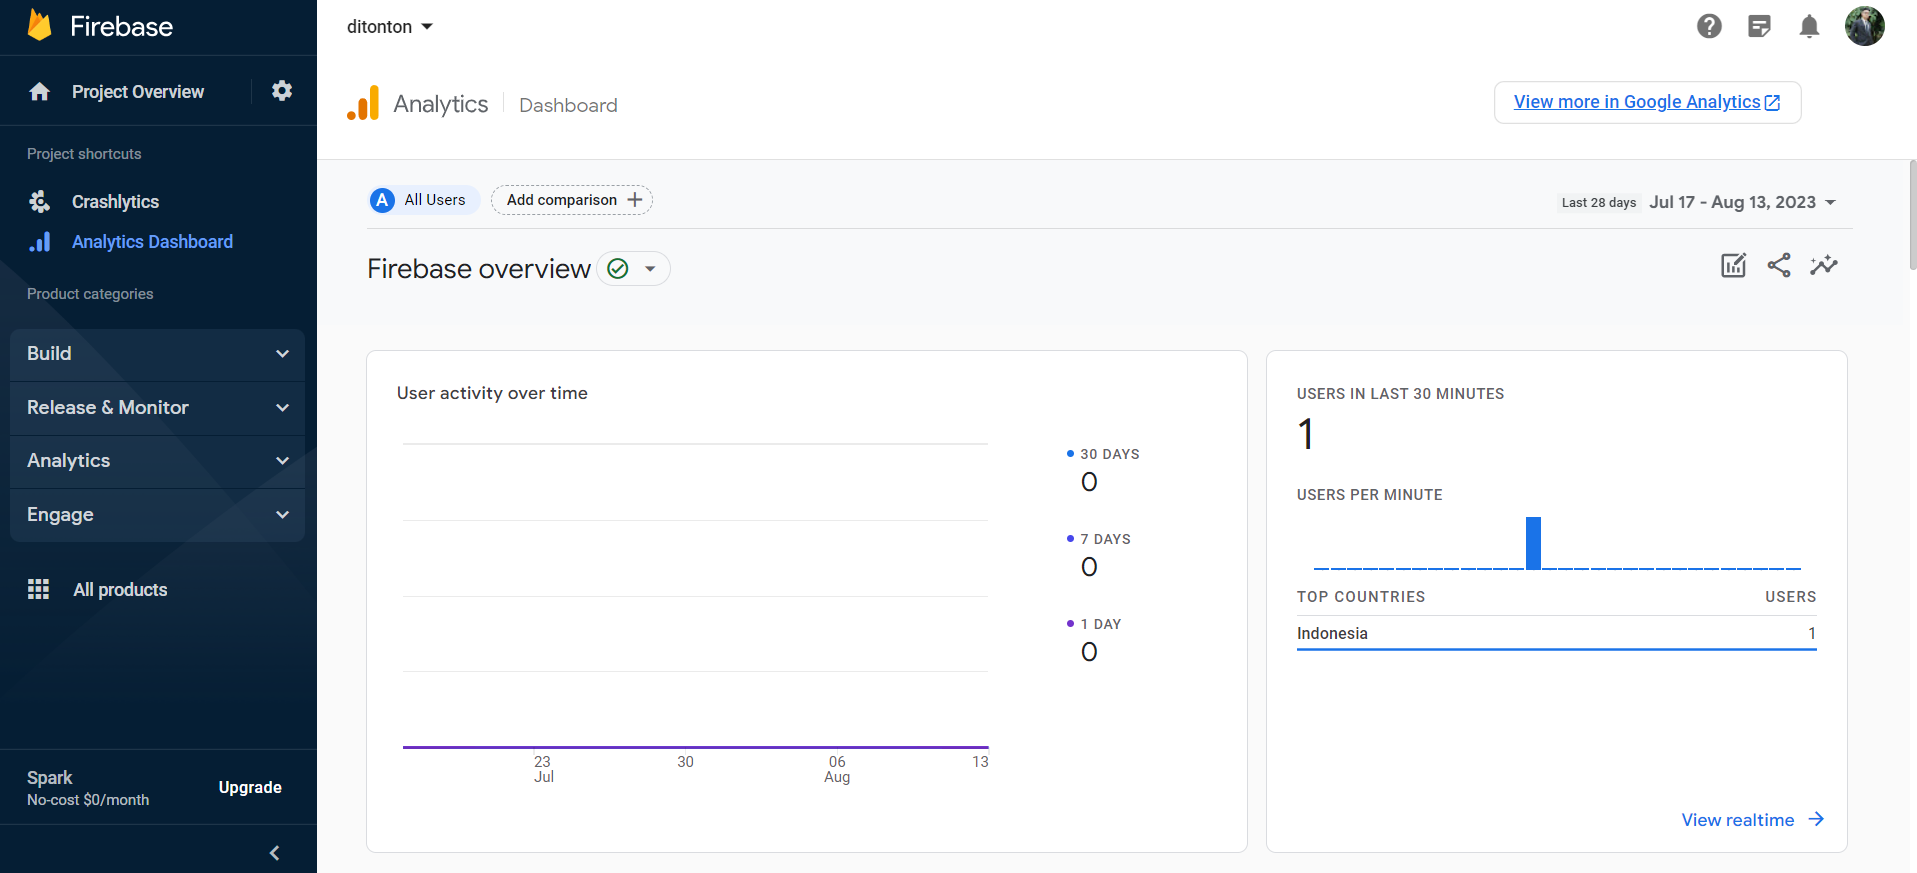 Firebase
ditonton
Project Overview
Analytics
Dashboard
View more in Google Analytics
Project shortcuts
Crashlytics
Analytics Dashboard
Product categories
Build
Release & Monitor
Analytics
Engage
All products
Spark
No-cost $0/month
Upgrade
A All Users
Add comparison
Last 28 days Jul 17 - Aug 13, 2023
Firebase overview
User activity over time
30 DAYS
0
7 DAYS
0
1 DAY
0
23
Jul
30
06
Aug
13
USERS IN LAST 30 MINUTES
1
USERS PER MINUTE
TOP COUNTRIES USERS
Indonesia 1
View realtime